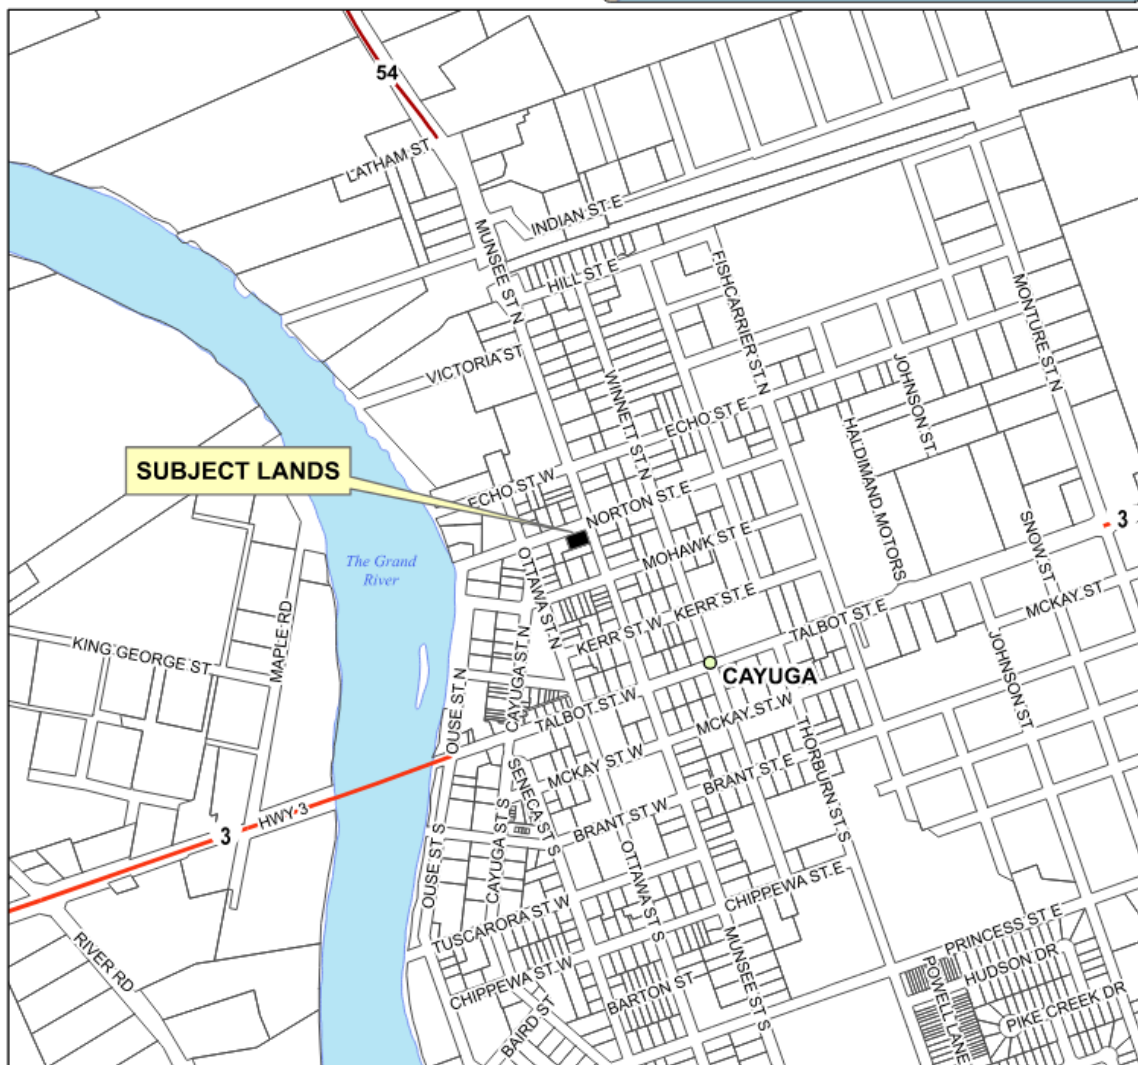 54
LATHAM ST
INDIAN ST E
MUNSEE ST N
HILL ST E
FISHCARRIER ST N
MONTURE ST N
VICTORIA ST
WINNETT ST N
JOHNSON ST
ECHO ST E
HALDIMAND MOTORS
SUBJECT LANDS
ECHO ST W
NORTON ST E
3
SNOW ST
MOHAWK ST E
The Grand
River
OTTAWA ST N
KERR ST E
MCKAY ST
TALBOT ST E
KERR ST W
MAPLE RD
KING GEORGE ST
CAYUGA ST N
JOHNSON ST
CAYUGA
OUSE ST N
TALBOT ST W
MCKAY ST W
THORBURN ST S
MCKAY ST W
BRANT ST E
SENECA ST S
HWY 3
3
BRANT ST W
CAYUGA ST S
OUSE ST S
OTTAWA ST S
CHIPPEWA ST E
TUSCARORA ST W
PRINCESS ST E
RIVER RD
MUNSEE ST S
HUDSON DR
POWELL LANE
CHIPPEWA ST W
BARTON ST
PIKE CREEK DR
BAIRD ST